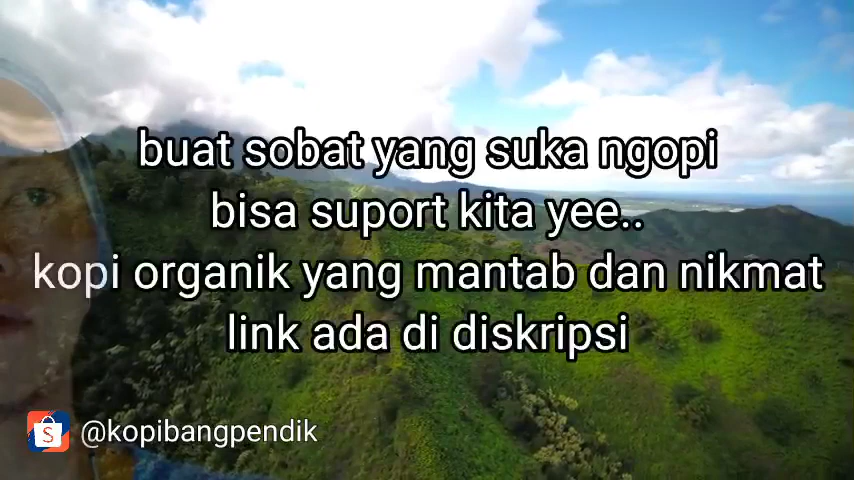 buat sobat yang suka ngopi
bisa suport kita yee..
kopi organik yang mantab dan nikmat
link ada di diskripsi
S @kopibangpendik